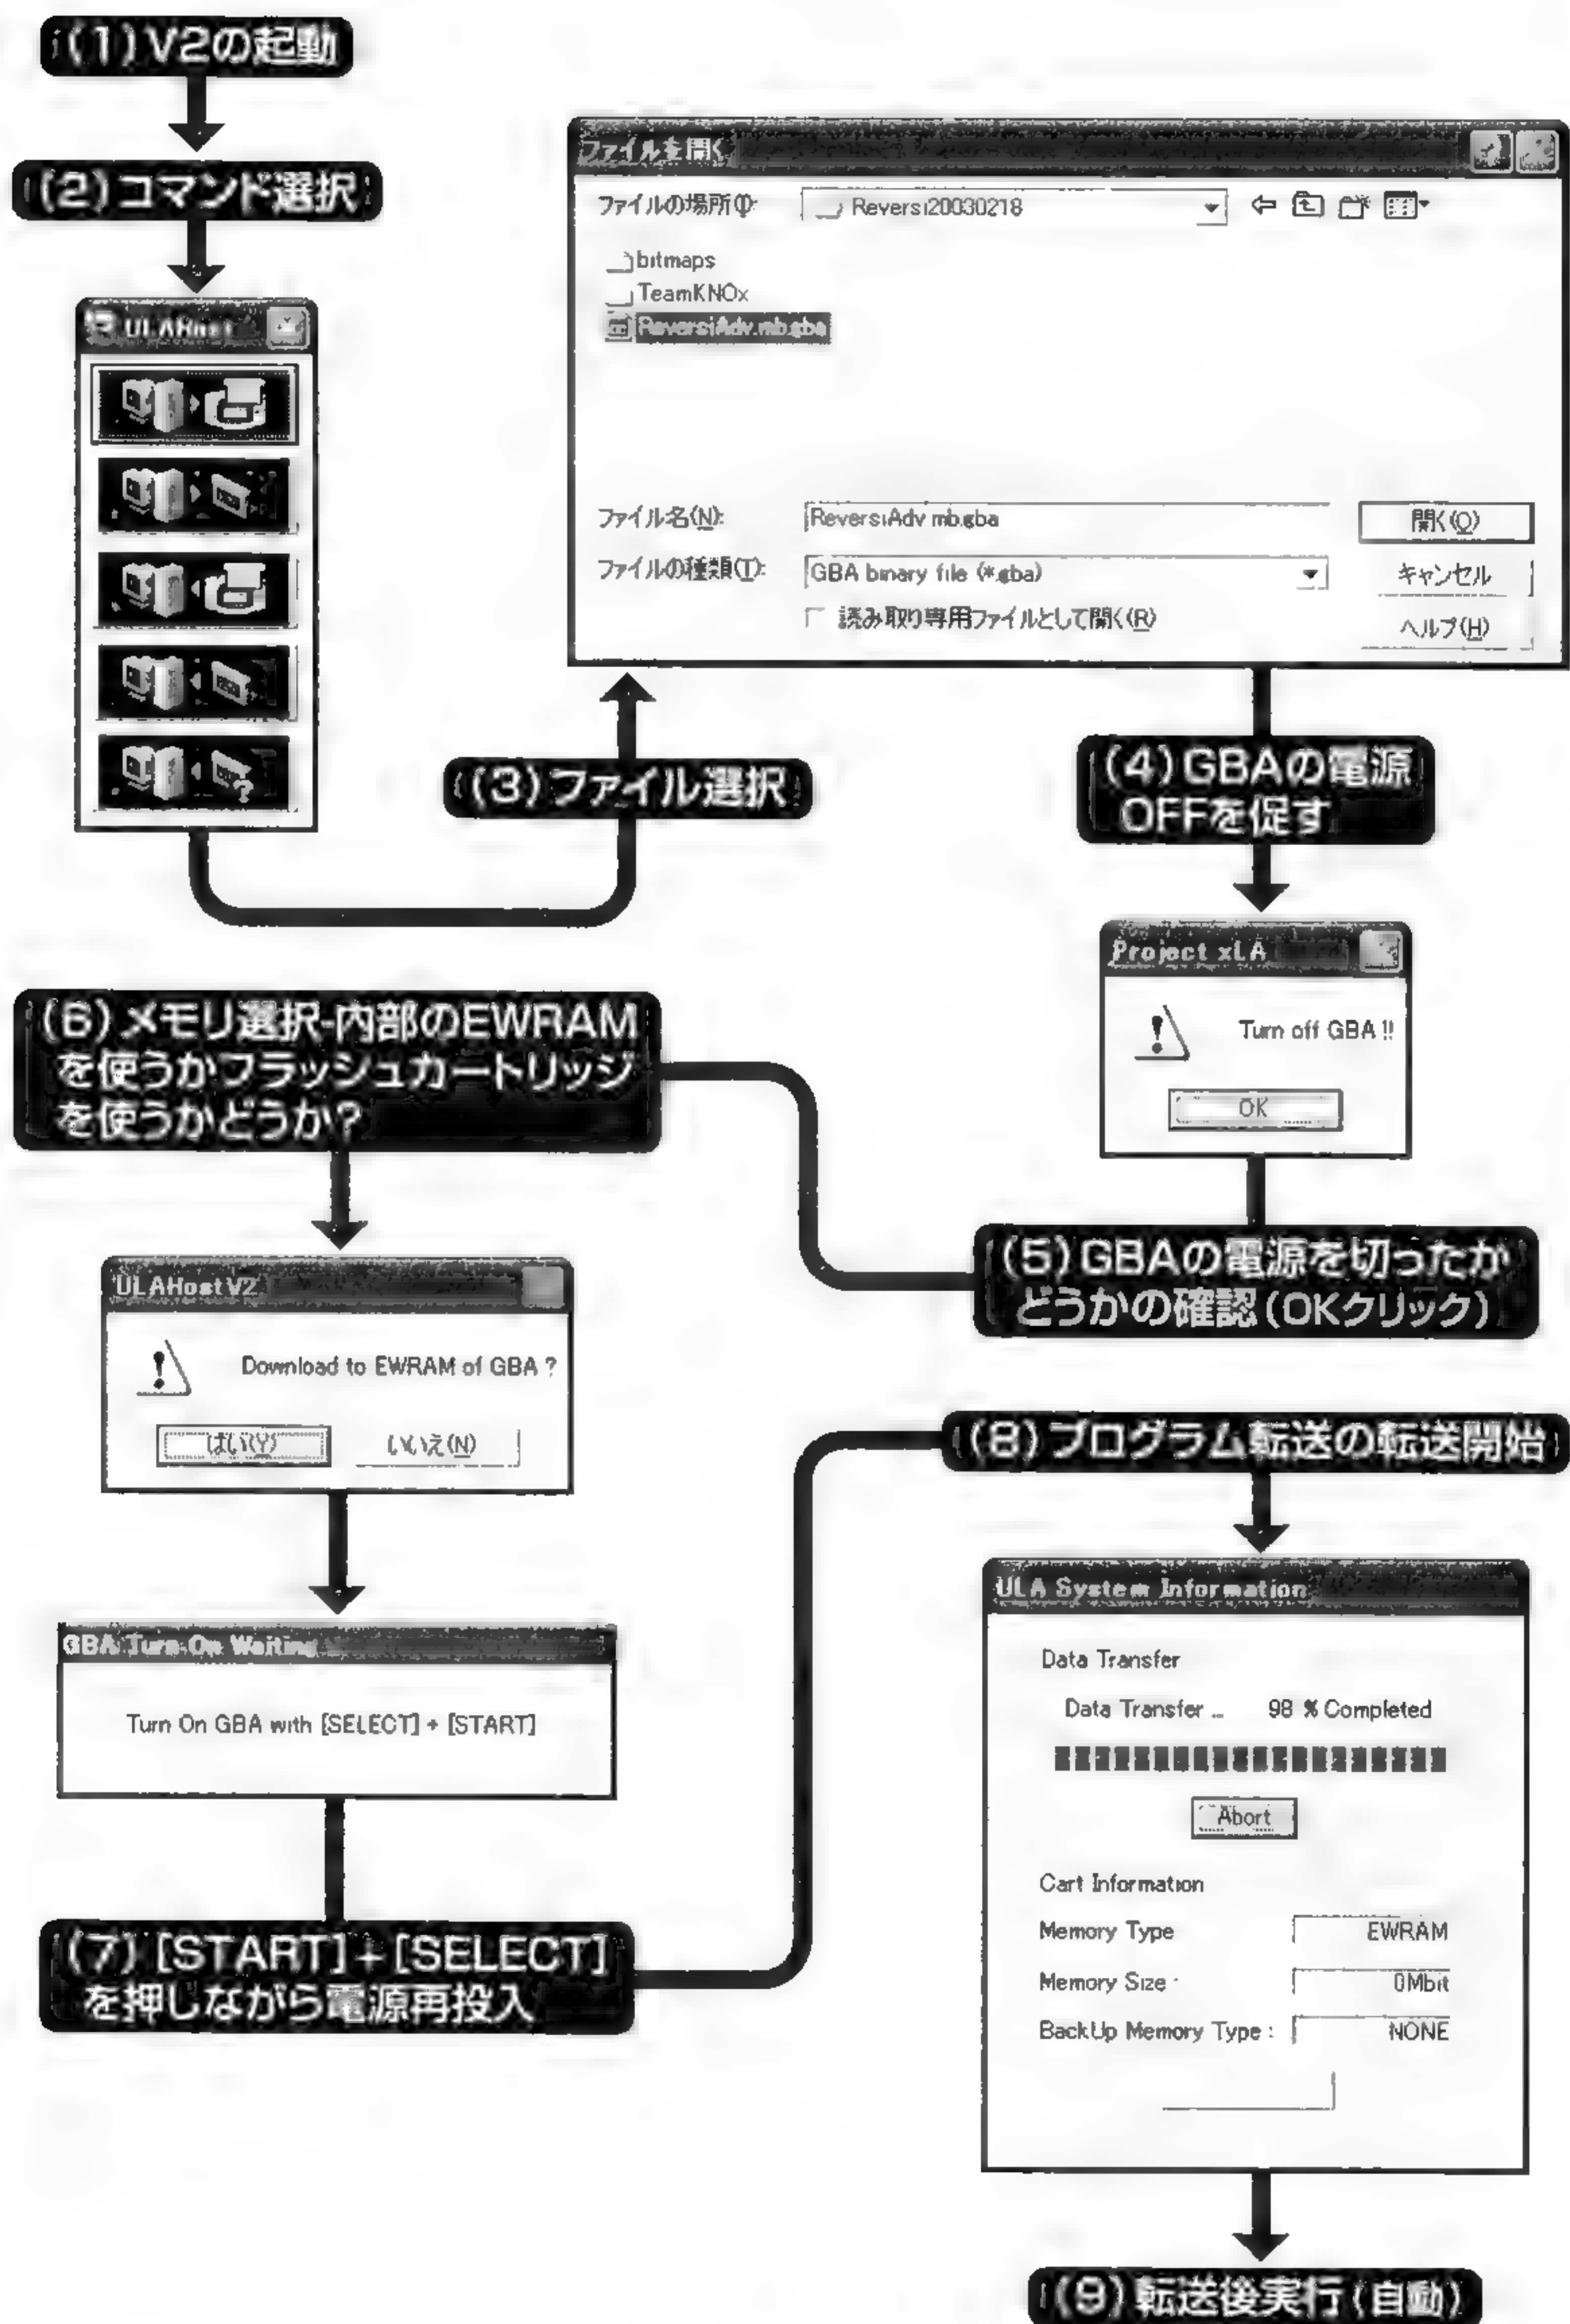 (1)V2の起動
(2)コマンド選択
ULAHost
(3)ファイル選択
ファイルを開く
ファイルの場所(I):
Reversi20030218
bitmaps
TeamKNOx
ReversiAdv.mb.gba
ファイル名(N):
ReversiAdv.mb.gba
開く(O)
ファイルの種類(T):
GBA binary file (*.gba)
キャンセル
読み取り専用ファイルとして開く(R)
ヘルプ(H)
(4)GBAの電源
OFFを促す
Project xLA
Turn off GBA !!
OK
(5)GBAの電源を切ったか
どうかの確認(OKクリック)
(6)メモリ選択-内部のEWRAM
を使うかフラッシュカートリッジ
を使うかどうか?
ULAHostV2
Download to EWRAM of GBA ?
はい(Y)
いいえ(N)
GBA Turn-On Waiting
Turn On GBA with [SELECT] + [START]
(7)[START]+[SELECT]
を押しながら電源再投入
(8)プログラム転送の転送開始
ULA System Information
Data Transfer
Data Transfer ... 98 % Completed
Abort
Cart Information
Memory Type
EWRAM
Memory Size :
0Mbit
BackUp Memory Type :
NONE
(9)転送後実行(自動)